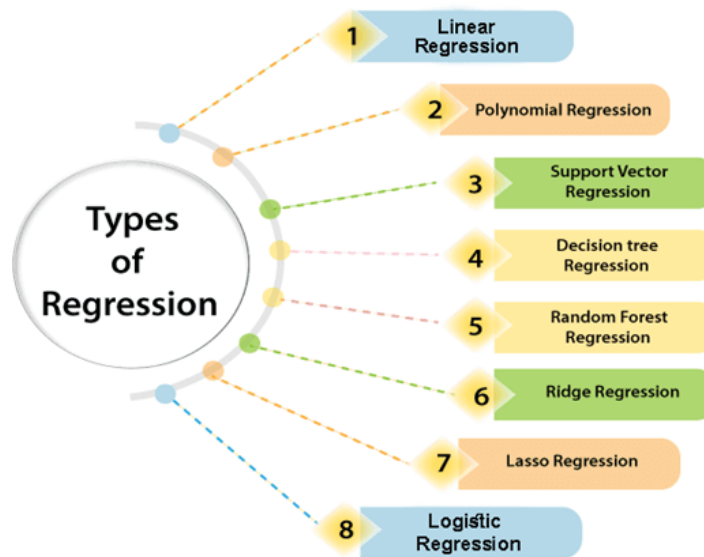 Types
of
Regression
1
Linear
Regression
2
Polynomial Regression
3
Support Vector
Regression
4
Decision tree
Regression
5
Random Forest
Regression
6
Ridge Regression
7
Lasso Regression
8
Logistic
Regression